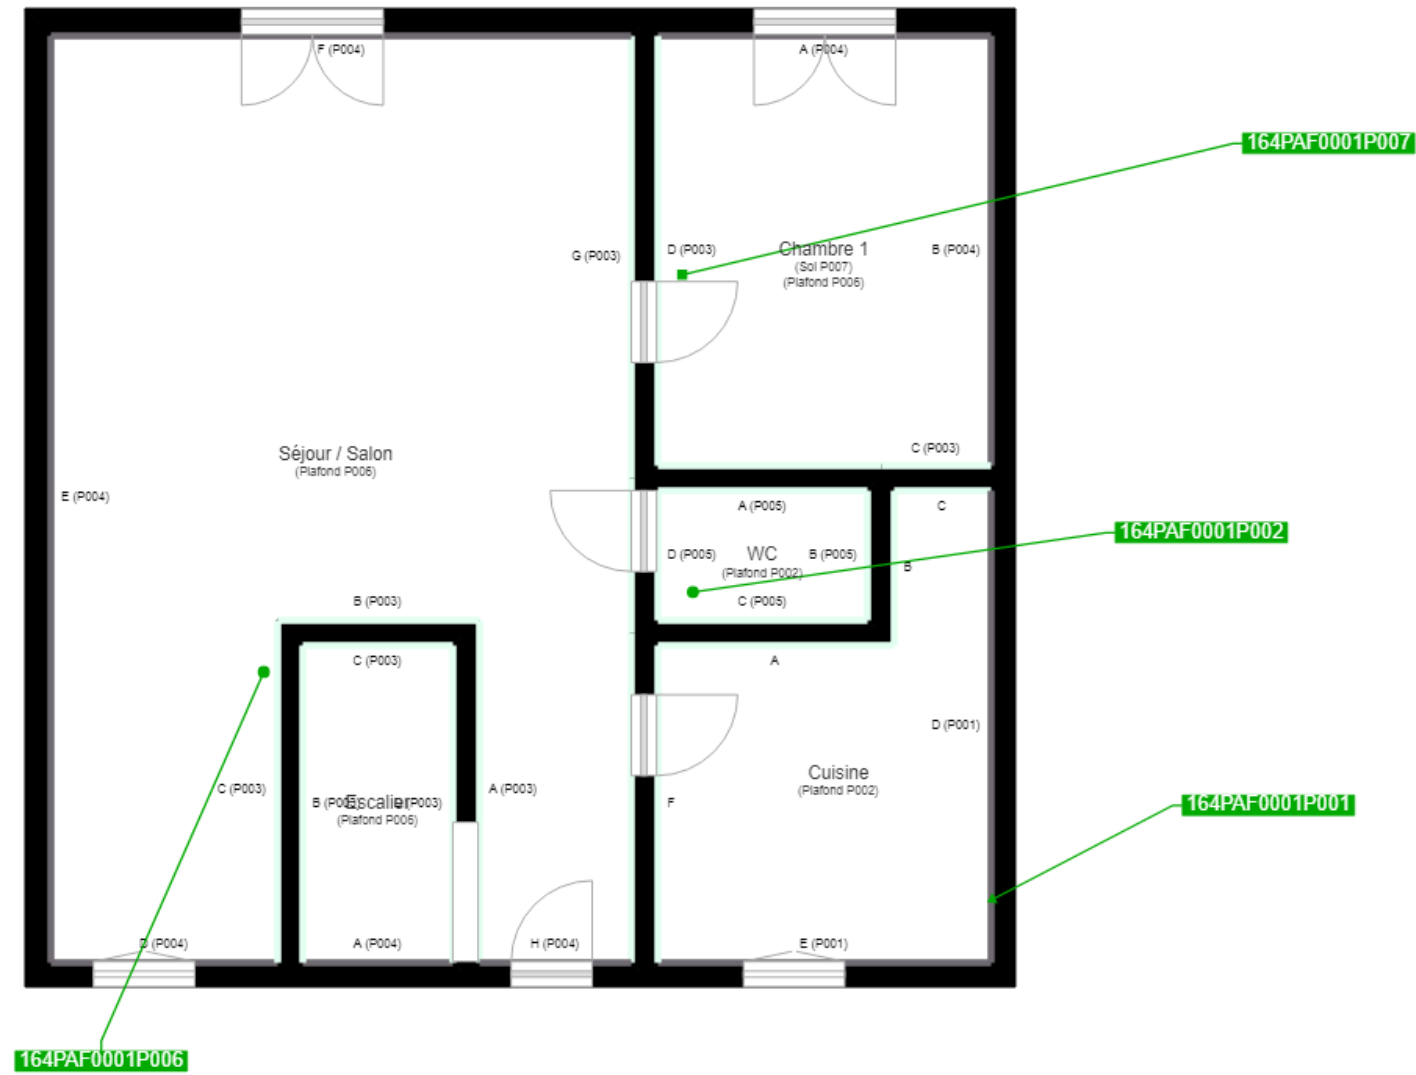 F (P004)
A (P004)
164PAF0001P007
G (P003)
D (P003)
Chambre 1
(Sol P007)
(Plafond P006)
B (P004)
C (P003)
Séjour / Salon
(Plafond P006)
E (P004)
A (P005)
C
164PAF0001P002
D (P005)
WC
(Plafond P002)
B (P005)
B
C (P005)
B (P003)
C (P003)
A
D (P001)
Cuisine
(Plafond P002)
C (P003)
A (P003)
F
Escalier
(Plafond P006)
164PAF0001P001
D (P004)
A (P004)
H (P004)
E (P001)
164PAF0001P006